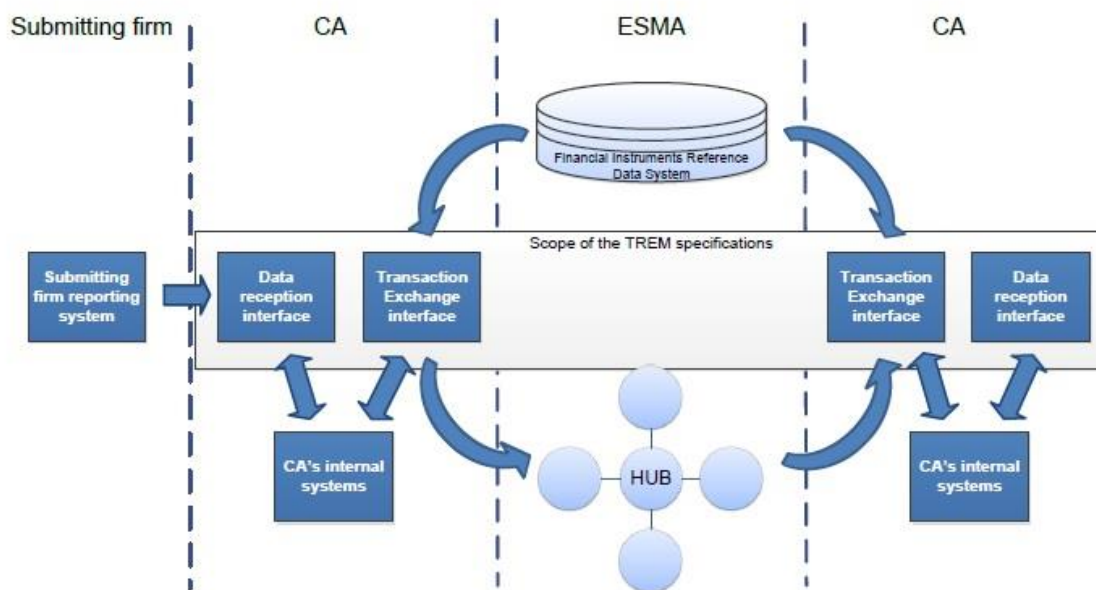 Submitting firm
CA
ESMA
CA
Financial Instruments Reference
Data System
Scope of the TREM specifications
Submitting
firm reporting
system
Data
reception
interface
Transaction
Exchange
interface
Transaction
Exchange
interface
Data
reception
interface
CA's internal
systems
HUB
CA's internal
systems